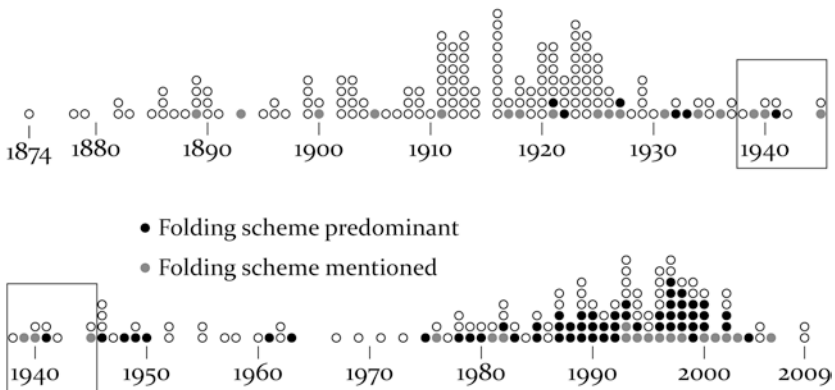 1874 1880 1890 1900 1910 1920 1930 1940
Folding scheme predominant
Folding scheme mentioned
1940 1950 1960 1970 1980 1990 2000 2009